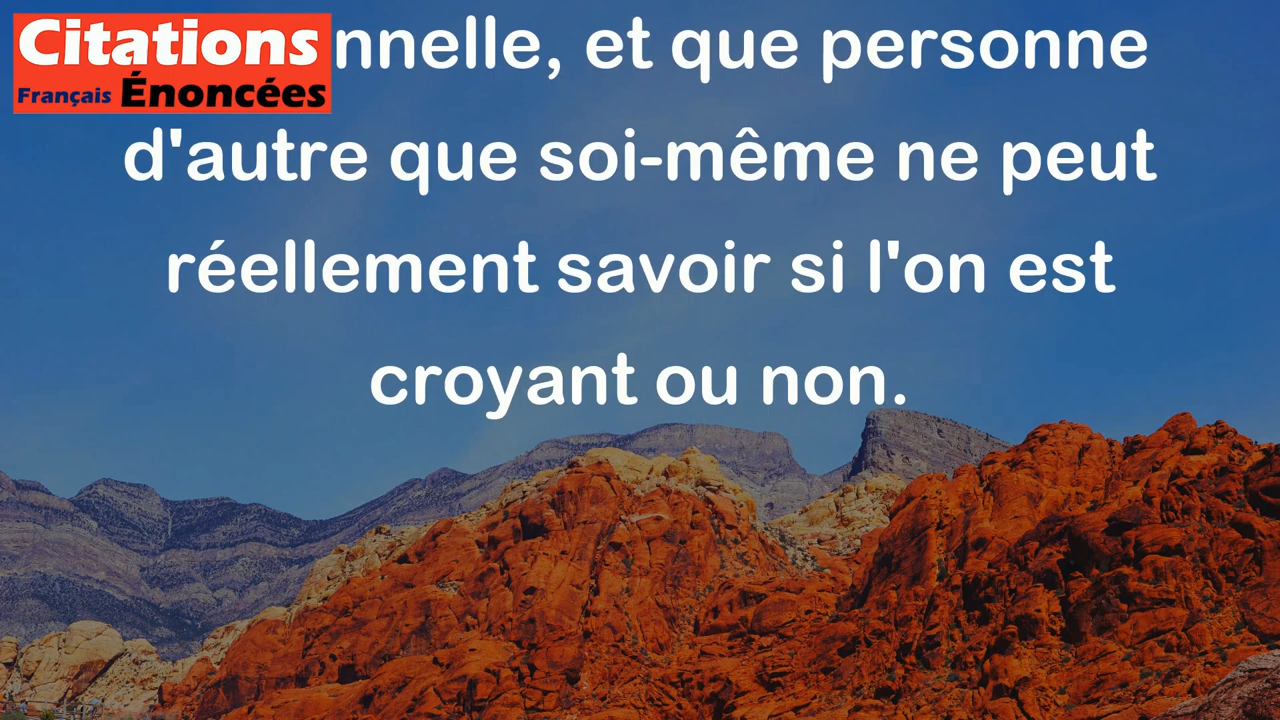 Citations
Français Énoncées
nnelle, et que personne
d'autre que soi-même ne peut
réellement savoir si l'on est
croyant ou non.